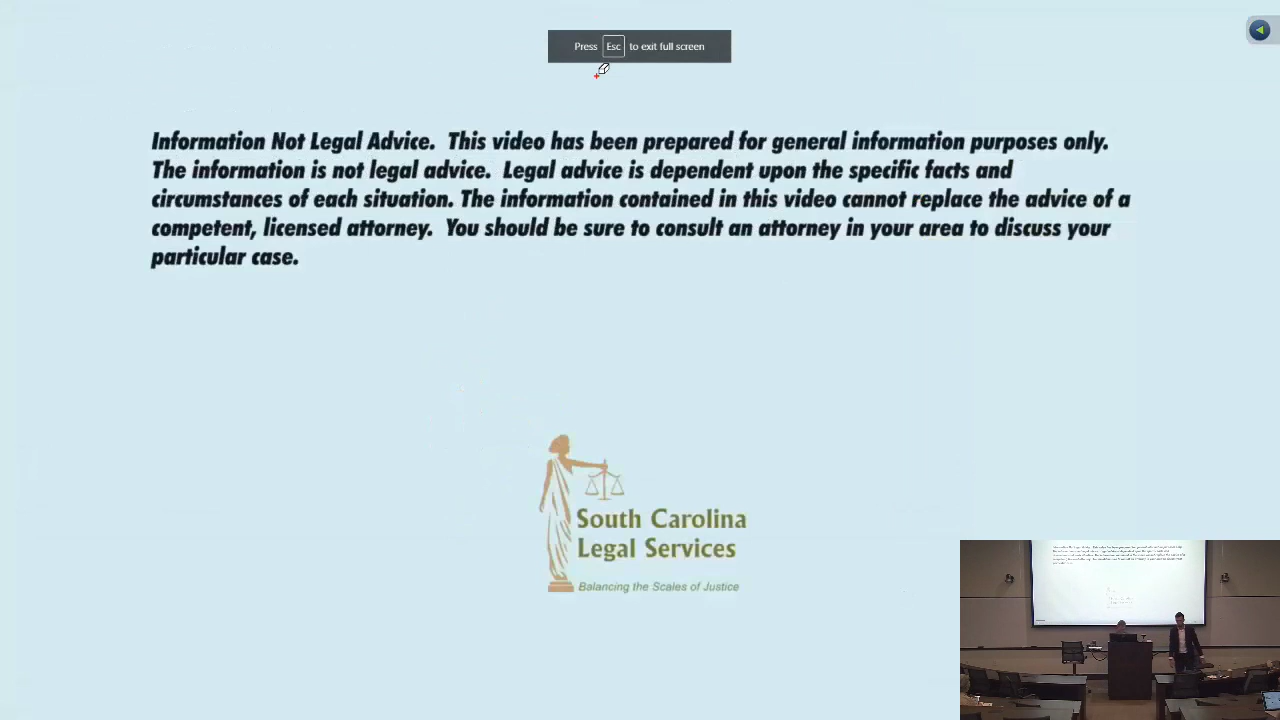 Press Esc to exit full screen
Information Not Legal Advice. This video has been prepared for general information purposes only.
The information is not legal advice. Legal advice is dependent upon the specific facts and
circumstances of each situation. The information contained in this video cannot replace the advice of a
competent, licensed attorney. You should be sure to consult an attorney in your area to discuss your
particular case.
South Carolina
Legal Services
Balancing the Scales of Justice